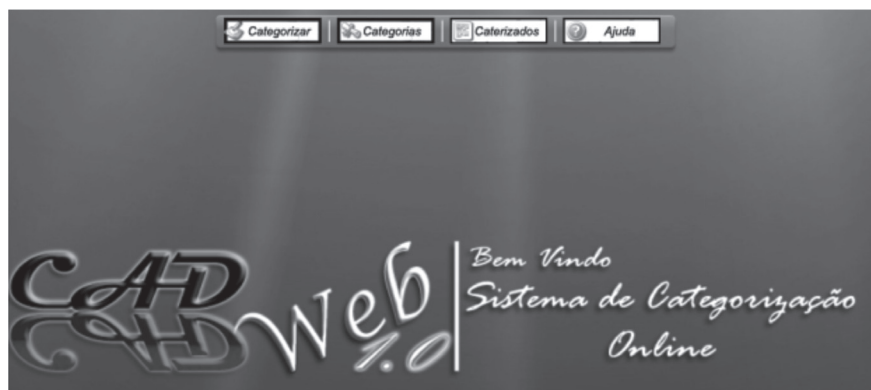 Categorizar Categorias Caterizados Ajuda
CAD
Web
1.0
Bem Vindo
Sistema de Categorização
Online